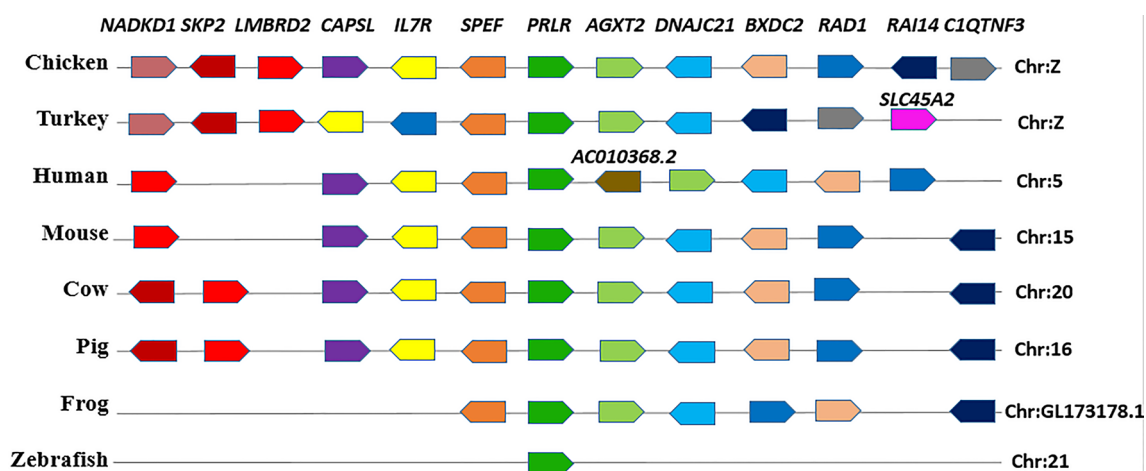 NADKD1 SKP2 LMBRD2 CAPSL IL7R SPEF PRLR AGXT2 DNAJC21 BXDC2 RAD1 RAI14 C1QTNF3
Chicken Chr:Z
SLC45A2
Turkey Chr:Z
AC010368.2
Human Chr:5
Mouse Chr:15
Cow Chr:20
Pig Chr:16
Frog Chr:GL173178.1
Zebrafish Chr:21